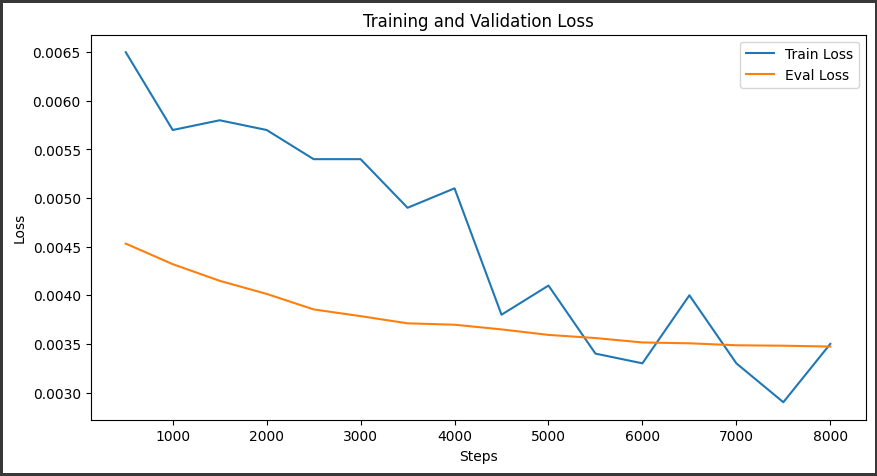 Training and Validation Loss
Train Loss
Eval Loss
Loss
0.0065
0.0060
0.0055
0.0050
0.0045
0.0040
0.0035
0.0030
1000 2000 3000 4000 5000 6000 7000 8000
Steps